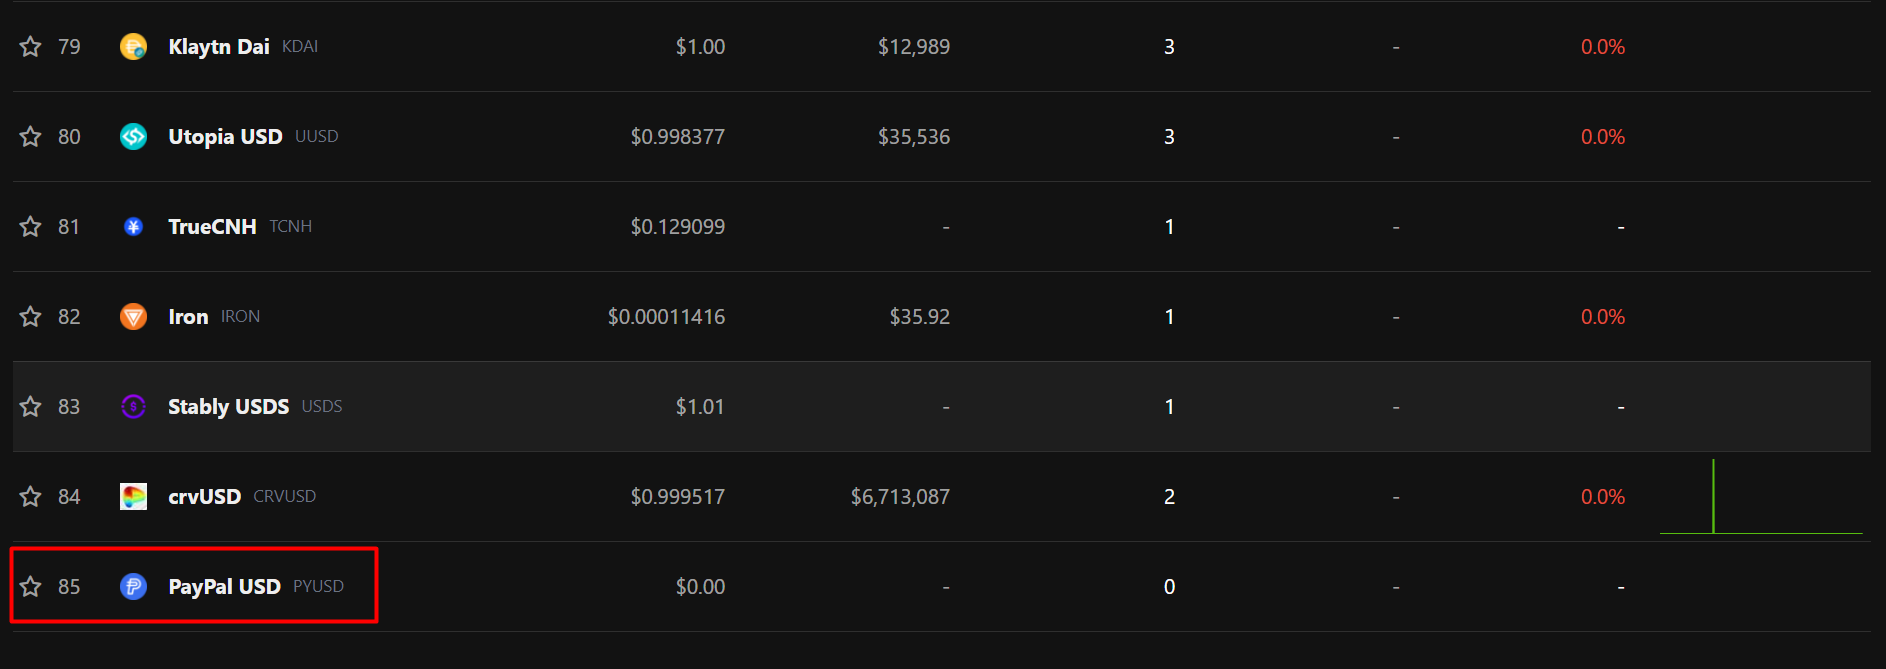 79 Klaytn Dai KDAI $1.00 $12,989 3 - 0.0%
80 Utopia USD UUSD $0.998377 $35,536 3 - 0.0%
81 TrueCNH TCNH $0.129099 - 1 - -
82 Iron IRON $0.00011416 $35.92 1 - 0.0%
83 Stably USDS USDS $1.01 - 1 - -
84 crvUSD CRVUSD $0.999517 $6,713,087 2 - 0.0%
85 PayPal USD PYUSD $0.00 - 0 - -